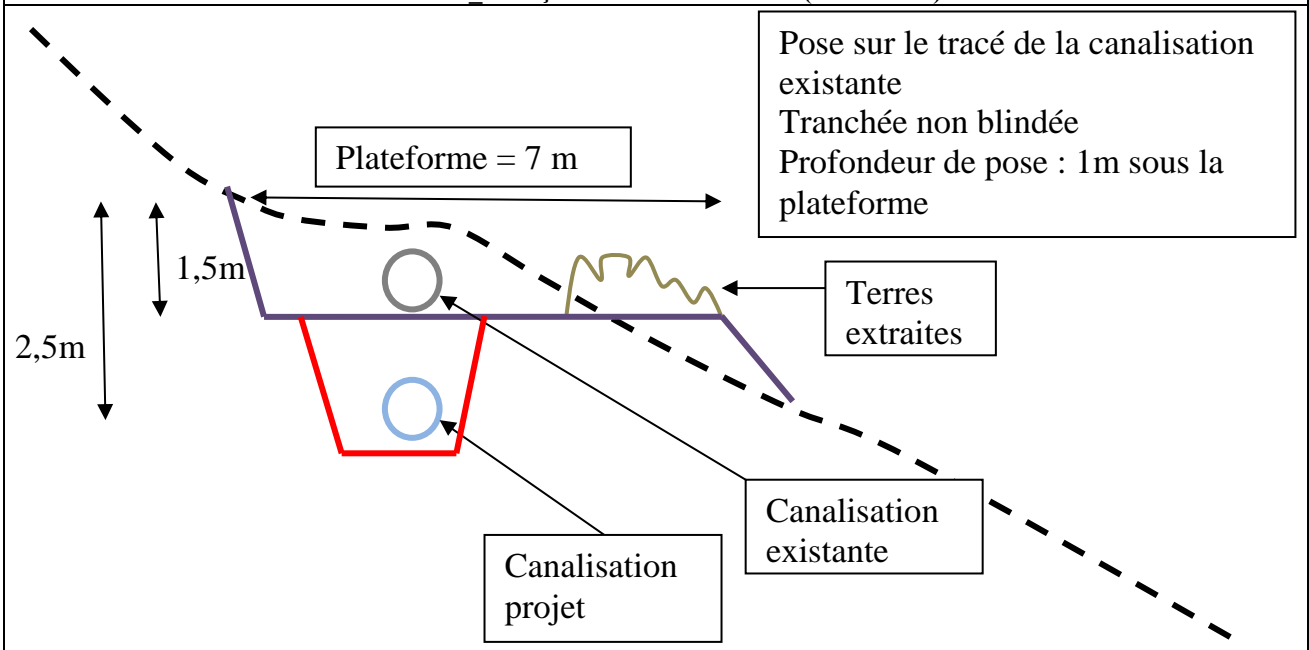 Pose sur le tracé de la canalisation
existante
Tranchée non blindée
Profondeur de pose : 1m sous la
plateforme
Plateforme = 7 m
1,5m
2,5m
Terres
extraites
Canalisation
existante
Canalisation
projet